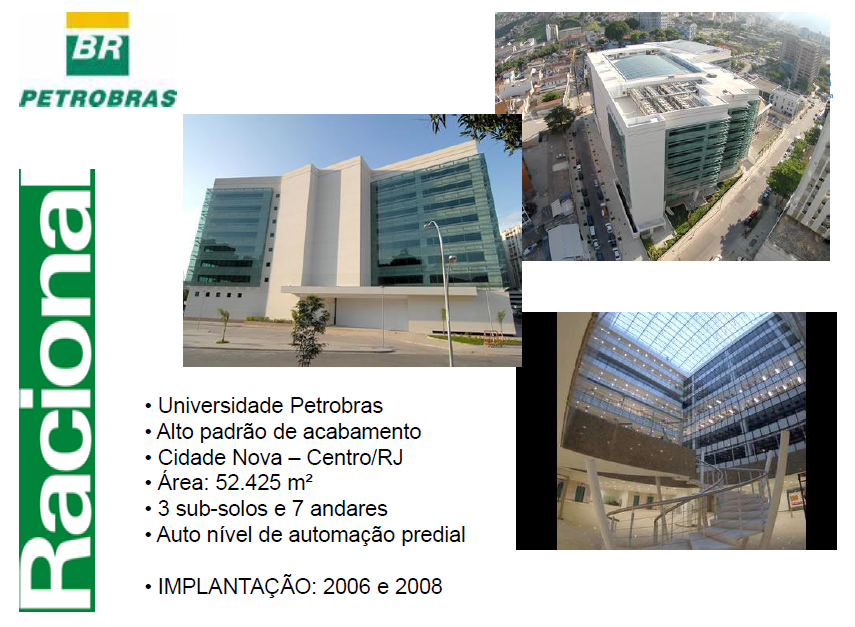 BR
PETROBRAS
Racional
• Universidade Petrobras
• Alto padrão de acabamento
• Cidade Nova – Centro/RJ
• Área: 52.425 m²
• 3 sub-solos e 7 andares
• Auto nível de automação predial
• IMPLANTAÇÃO: 2006 e 2008